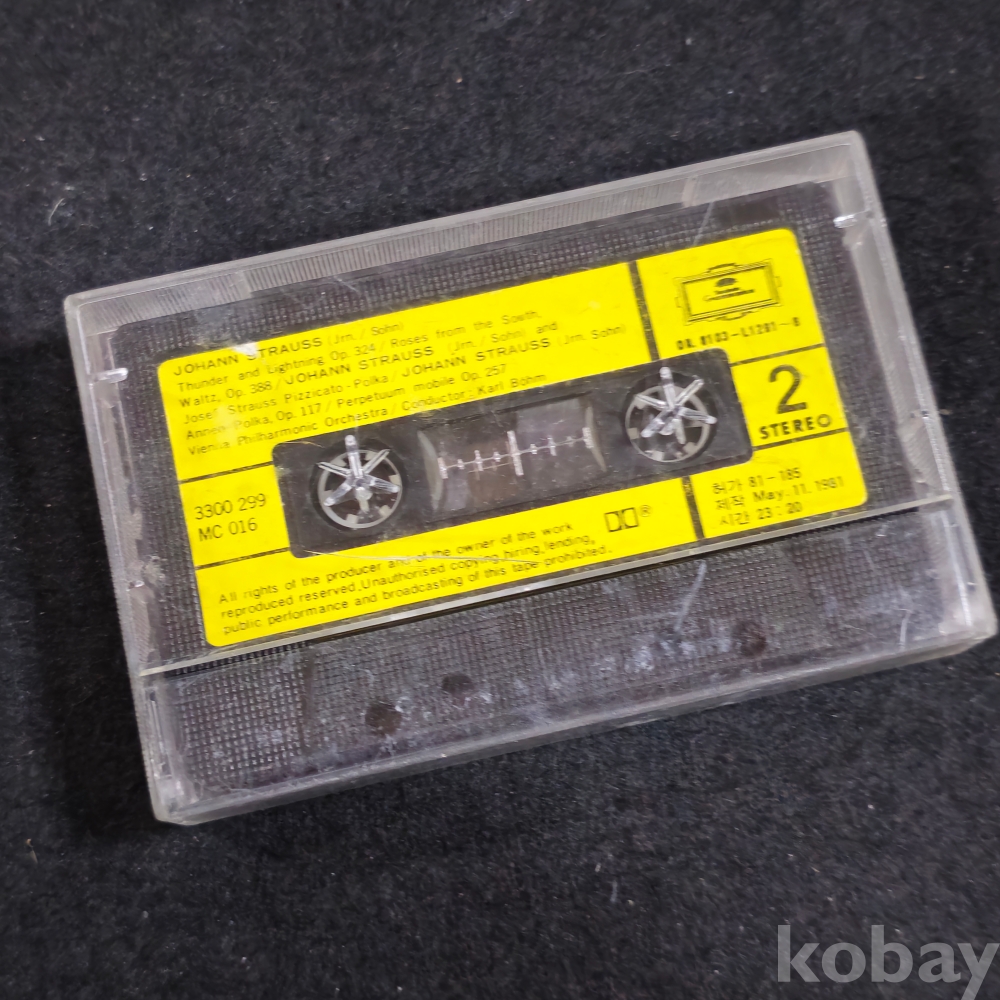 JOHANN STRAUSS (Jrn. / Sohn)
Thunder and Lightning Op. 324 / Roses from the South,
Waltz, Op. 388 / JOHANN STRAUSS (Jrn. / Sohn) and
Josef Strauss Pizzicato-Polka / JOHANN STRAUSS (Jrn. Sohn)
Annen-Polka, Op. 117 / Perpetuum mobile Op. 257
Vienna Philharmonic Orchestra / Conductor: Karl Böhm
2
STEREO
3300 299
MC 016
허가 81-185
제작 May. 11. 1981
시간 23:20
All rights of the producer and of the owner of the work
reproduced reserved. Unauthorised copying, hiring, lending,
public performance and broadcasting of this tape prohibited.
kobay